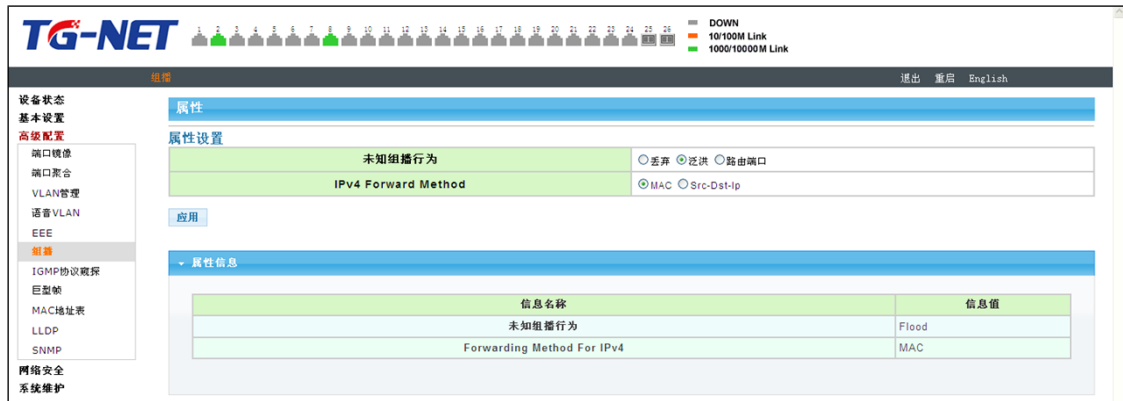 TG-NET
1 2 3 4 5 6 7 8 9 10 11 12 13 14 15 16 17 18 19 20 21 22 23 24 25 26
DOWN
10/100M Link
1000/10000M Link
组播
退出 重启 English
设备状态
基本设置
高级配置
端口镜像
端口聚合
VLAN管理
语音VLAN
EEE
组播
IGMP协议窥探
巨型帧
MAC地址表
LLDP
SNMP
网络安全
系统维护
属性
属性设置
未知组播行为 丢弃 泛洪 路由端口
IPv4 Forward Method MAC Src-Dst-Ip
应用
属性信息
信息名称 信息值
未知组播行为 Flood
Forwarding Method For IPv4 MAC